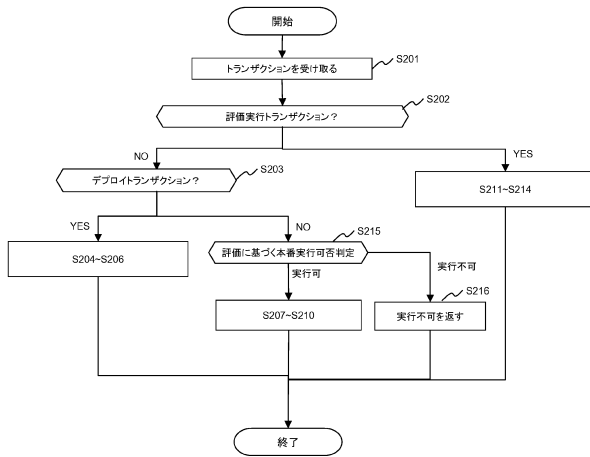 開始
トランザクションを受け取る
S201
評価実行トランザクション？
S202
NO
YES
デプロイトランザクション？
S203
S211~S214
YES
NO
S204~S206
評価に基づく本番実行可否判定
S215
実行可
実行不可
S207~S210
実行不可を返す
S216
終了